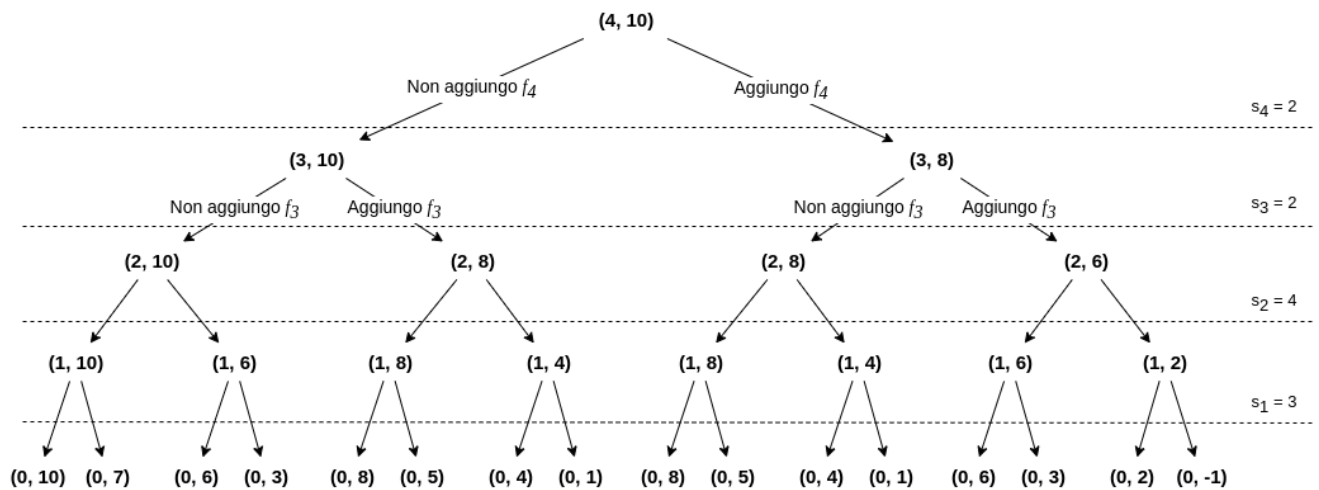 (4, 10)
Non aggiungo f4 Aggiungo f4
s4 = 2
(3, 10) (3, 8)
Non aggiungo f3 Aggiungo f3 Non aggiungo f3 Aggiungo f3 s3 = 2
(2, 10) (2, 8) (2, 8) (2, 6)
s2 = 4
(1, 10) (1, 6) (1, 8) (1, 4) (1, 8) (1, 4) (1, 6) (1, 2)
s1 = 3
(0, 10) (0, 7) (0, 6) (0, 3) (0, 8) (0, 5) (0, 4) (0, 1) (0, 8) (0, 5) (0, 4) (0, 1) (0, 6) (0, 3) (0, 2) (0, -1)